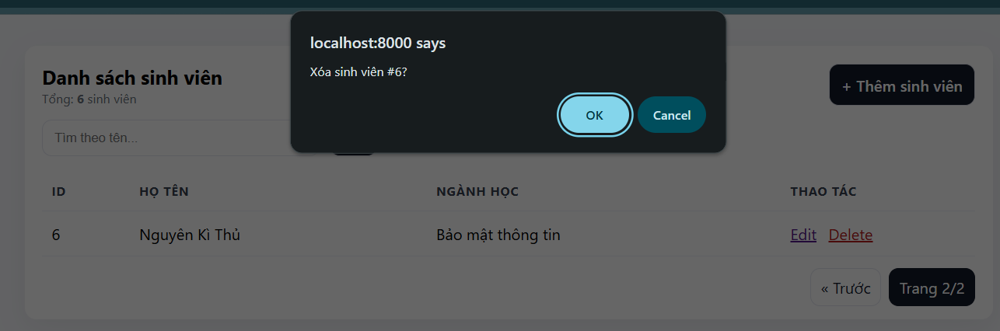 localhost:8000 says
Xóa sinh viên #6?
OK
Cancel
Danh sách sinh viên
Tổng: 6 sinh viên
+ Thêm sinh viên
Tìm theo tên...
ID HỌ TÊN NGÀNH HỌC THAO TÁC
6 Nguyên Kì Thủ Bảo mật thông tin Edit Delete
« Trước Trang 2/2